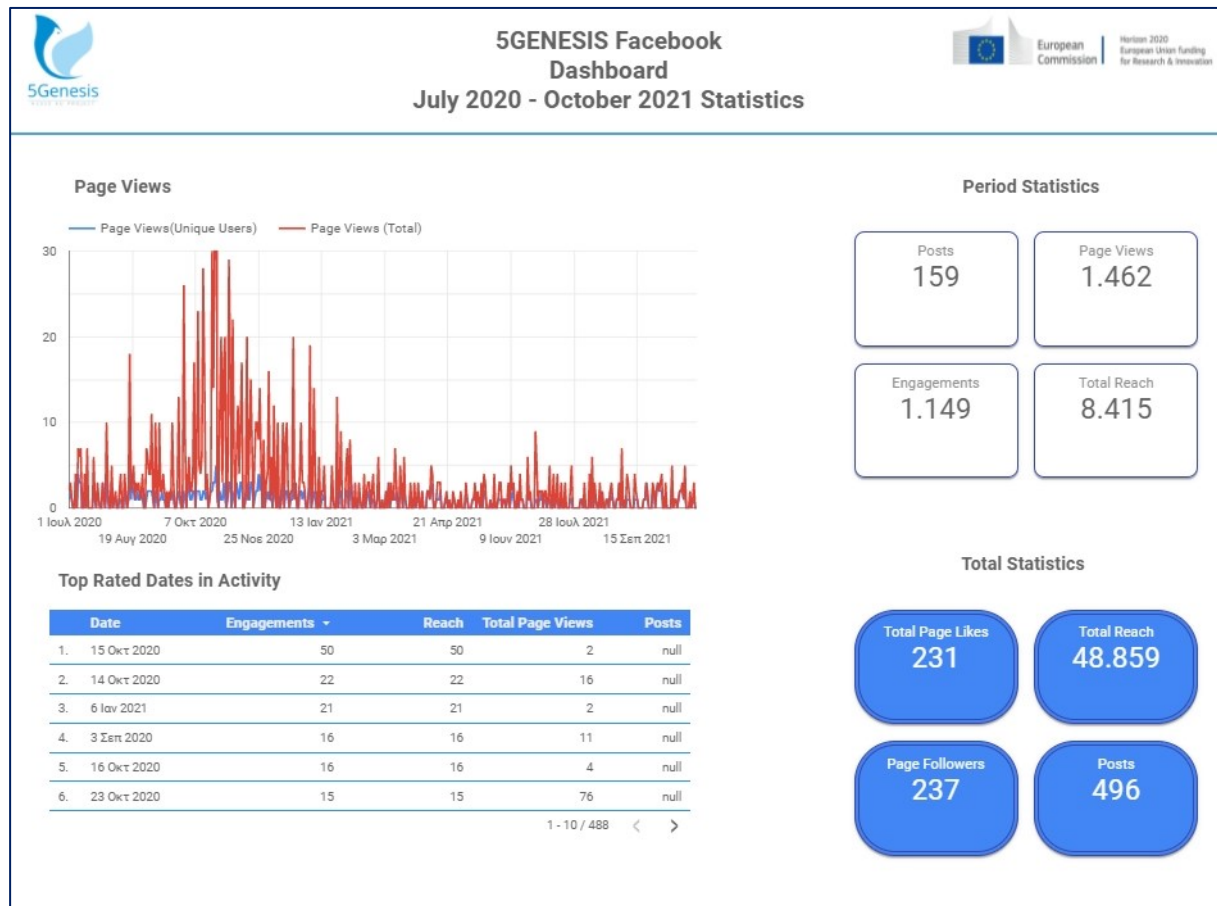 5GENESIS Facebook
Dashboard
July 2020 - October 2021 Statistics
5Genesis
European
Commission
Horizon 2020
European Union funding
for Research & Innovation
Page Views
Page Views(Unique Users) Page Views (Total)
30
20
10
0
1 Ιουλ 2020 7 Οκτ 2020 13 Ιαν 2021 21 Απρ 2021 28 Ιουλ 2021
19 Αυγ 2020 25 Νοε 2020 3 Μαρ 2021 9 Ιουν 2021 15 Σεπ 2021
Top Rated Dates in Activity
Date Engagements Reach Total Page Views Posts
1. 15 Οκτ 2020 50 50 2 null
2. 14 Οκτ 2020 22 22 16 null
3. 6 Ιαν 2021 21 21 2 null
4. 3 Σεπ 2020 16 16 11 null
5. 16 Οκτ 2020 16 16 4 null
6. 23 Οκτ 2020 15 15 76 null
1 - 10 / 488
Period Statistics
Posts
159
Page Views
1.462
Engagements
1.149
Total Reach
8.415
Total Statistics
Total Page Likes
231
Total Reach
48.859
Page Followers
237
Posts
496